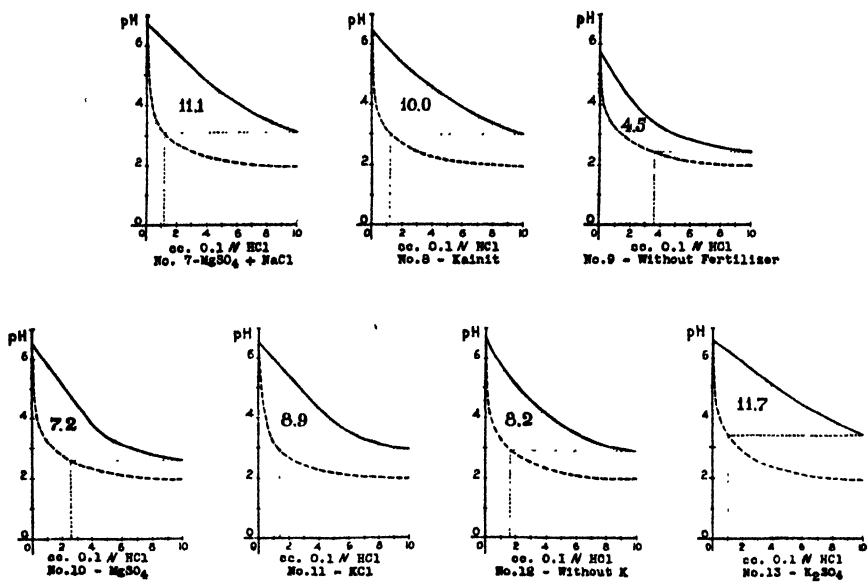 pH
6
4
2
0
11.1
0 2 4 6 8 10
cc. 0.1 N HCl
No. 7-MgSO₄ + NaCl
pH
6
4
2
0
10.0
0 2 4 6 8 10
cc. 0.1 N HCl
No.8 - Kainit
pH
6
4
2
0
4.5
0 2 4 6 8 10
cc. 0.1 N HCl
No.9 - Without Fertilizer
pH
6
4
2
0
7.2
0 2 4 6 8 10
cc. 0.1 N HCl
No.10 - MgSO₄
pH
6
4
2
0
8.9
0 2 4 6 8 10
cc. 0.1 N HCl
No.11 - KCl
pH
6
4
2
0
8.2
0 2 4 6 8 10
cc. 0.1 N HCl
No.12 - Without K
pH
6
4
2
0
11.7
0 2 4 6 8 10
cc. 0.1 N HCl
No.13 - K₂SO₄